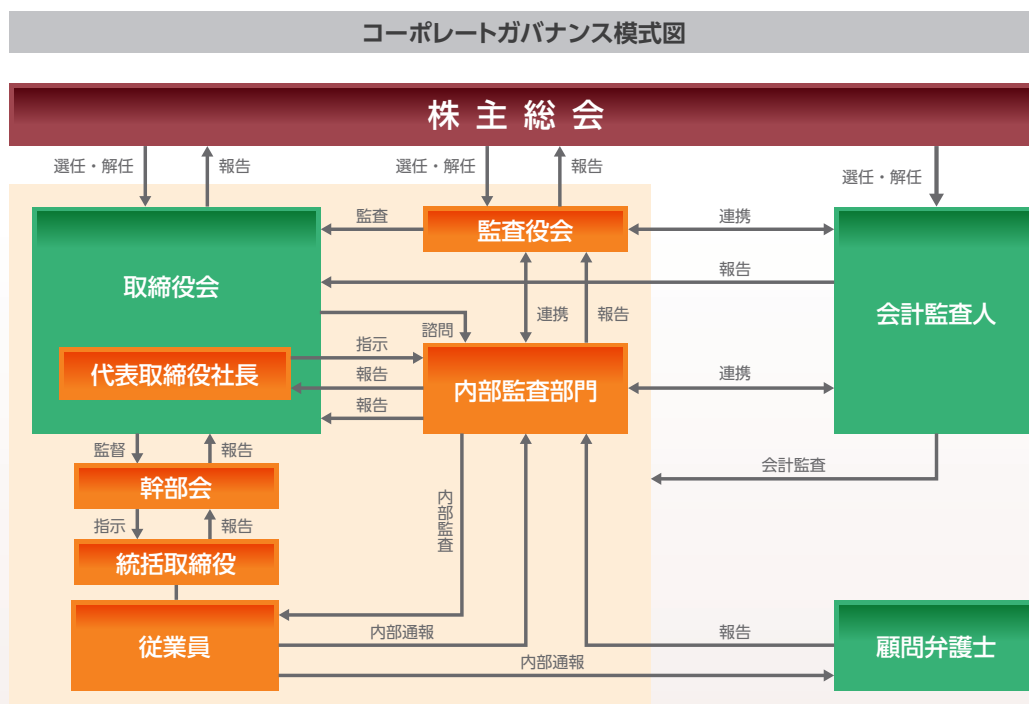 コーポレートガバナンス模式図
株主総会
選任・解任
報告
選任・解任
報告
選任・解任
取締役会
監査
監査役会
連携
会計監査人
報告
諮問
連携
報告
代表取締役社長
指示
報告
報告
内部監査部門
連携
監督
報告
会計監査
幹部会
指示
報告
内部監査
統括取締役
従業員
内部通報
内部通報
報告
顧問弁護士